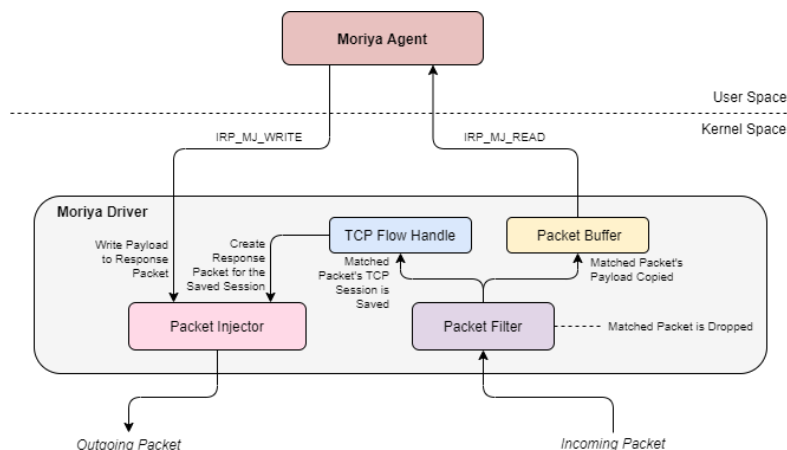 Moriya Agent
User Space
Kernel Space
IRP_MJ_WRITE
IRP_MJ_READ
Moriya Driver
Write Payload
to Response
Packet
Create
Response
Packet for the
Saved Session
TCP Flow Handle
Matched
Packet's TCP
Session is
Saved
Packet Buffer
Matched Packet's
Payload Copied
Packet Injector
Packet Filter
Matched Packet is Dropped
Outgoing Packet
Incoming Packet